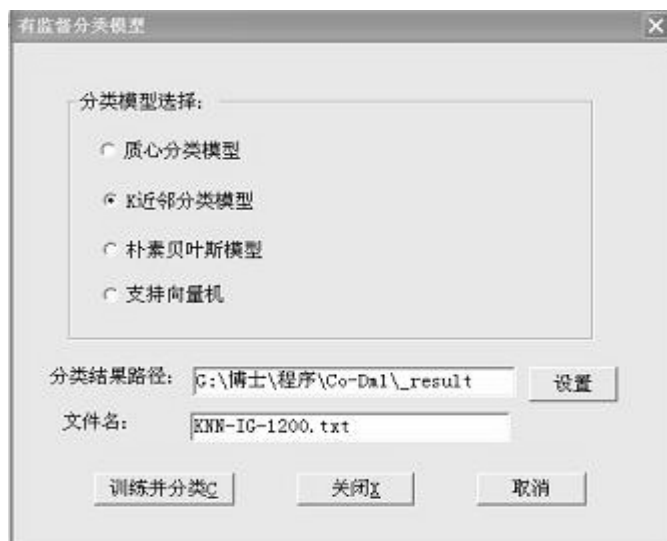 有监督分类模型
分类模型选择：
质心分类模型
K近邻分类模型
朴素贝叶斯模型
支持向量机
分类结果路径： G:\博士\程序\Co-Dml\_result 设置
文件名： KNN-IG-1200.txt
训练并分类C 关闭X 取消